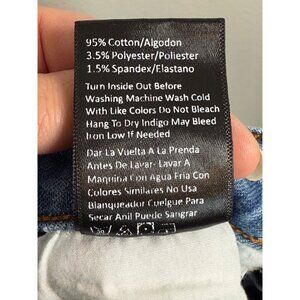 95% Cotton/Algodon
3.5% Polyester/Poliester
1.5% Spandex/Elastano
Turn Inside Out Before
Washing Machine Wash Cold
With Like Colors Do Not Bleach
Hang To Dry Indigo May Bleed
Iron Low If Needed
Dar La Vuelta A La Prenda
Antes De Lavar- Lavar A
Maquina Con Agua Fria Con
Colores Similares No Usa
Blanqueador Cuelgue Para
Secar Anil Puede Sangrar